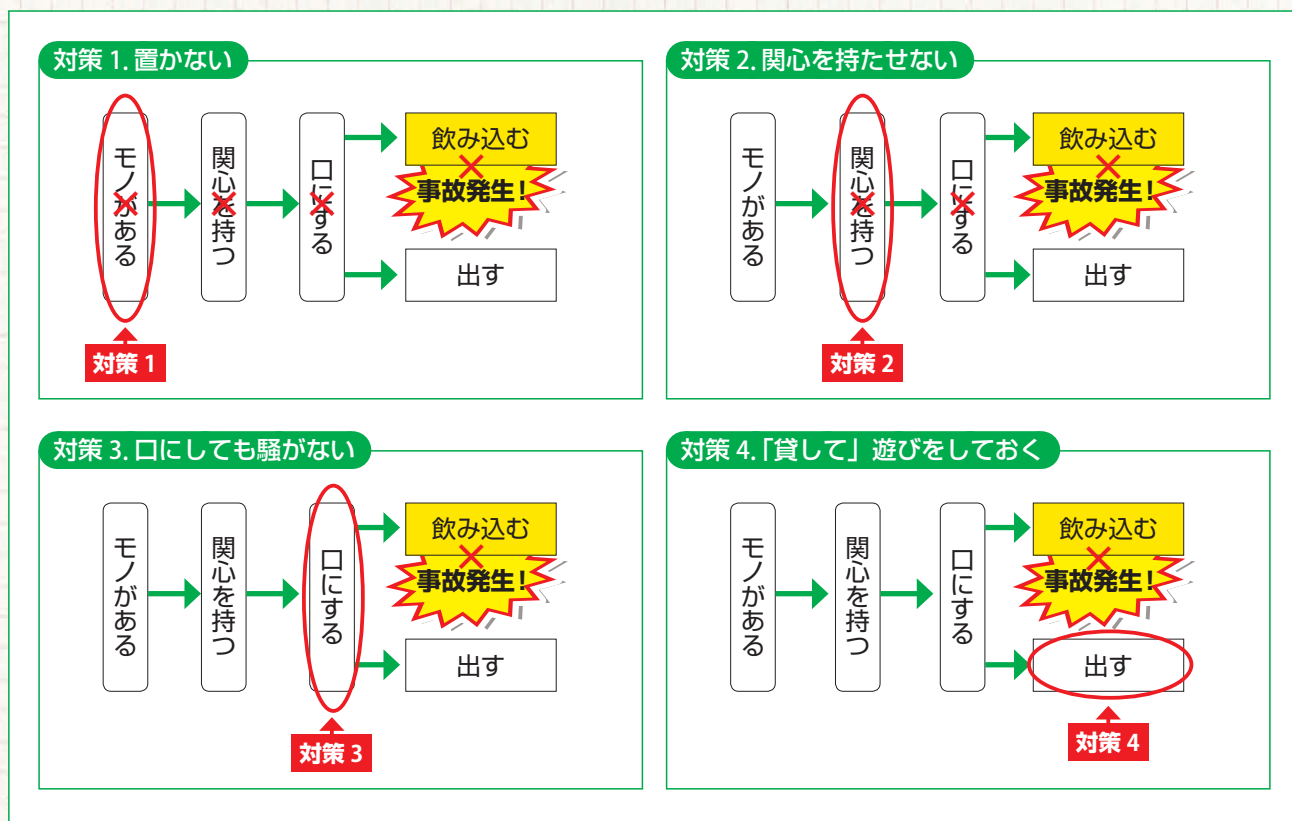 対策 1. 置かない
モノがある
関心を持つ
口にする
飲み込む
事故発生!
出す
対策 1
対策 2. 関心を持たせない
モノがある
関心を持つ
口にする
飲み込む
事故発生!
出す
対策 2
対策 3. 口にしても騒がない
モノがある
関心を持つ
口にする
飲み込む
事故発生!
出す
対策 3
対策 4.「貸して」遊びをしておく
モノがある
関心を持つ
口にする
飲み込む
事故発生!
出す
対策 4